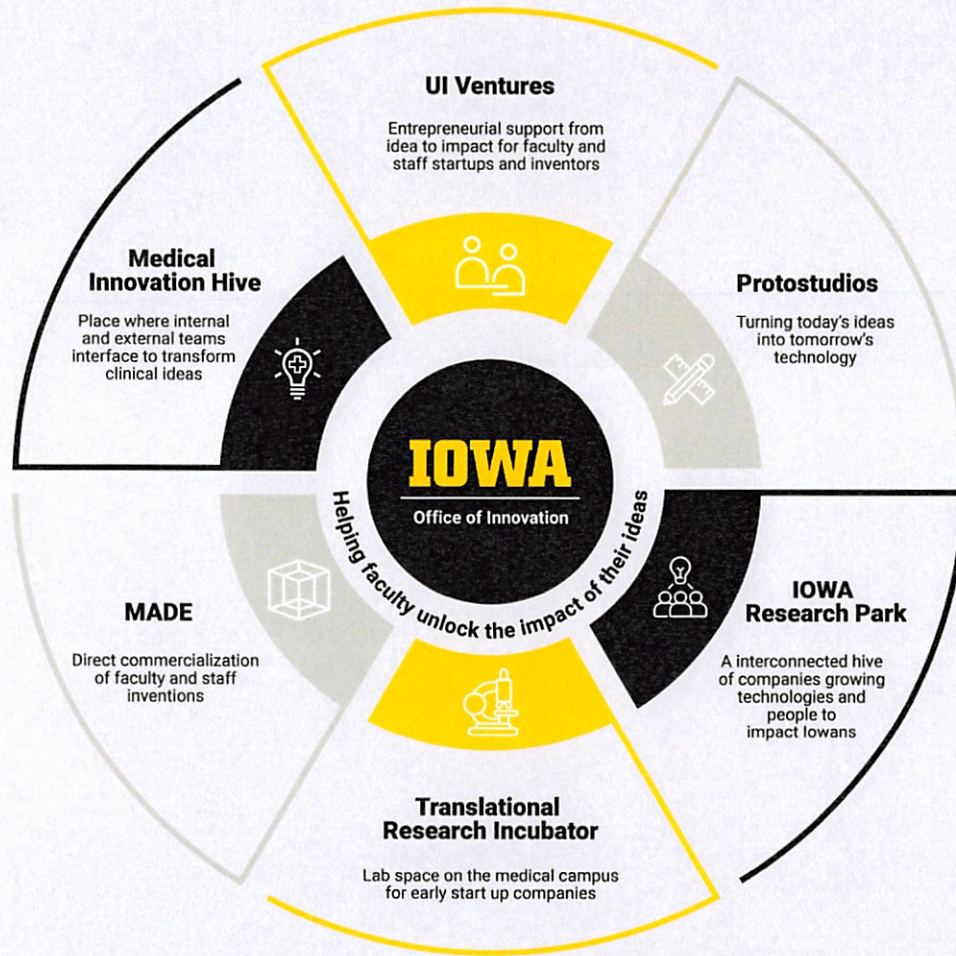 UI Ventures
Entrepreneurial support from
idea to impact for faculty and
staff startups and inventors
Medical
Innovation Hive
Place where internal
and external teams
interface to transform
clinical ideas
Protostudios
Turning today's ideas
into tomorrow's
technology
IOWA
Office of Innovation
Helping faculty unlock the impact of their ideas
MADE
Direct commercialization
of faculty and staff
inventions
IOWA
Research Park
A interconnected hive
of companies growing
technologies and
people to
impact Iowans
Translational
Research Incubator
Lab space on the medical campus
for early start up companies